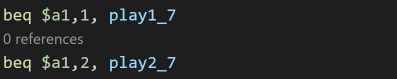 beq $a1,1, play1_7
0 references
beq $a1,2, play2_7